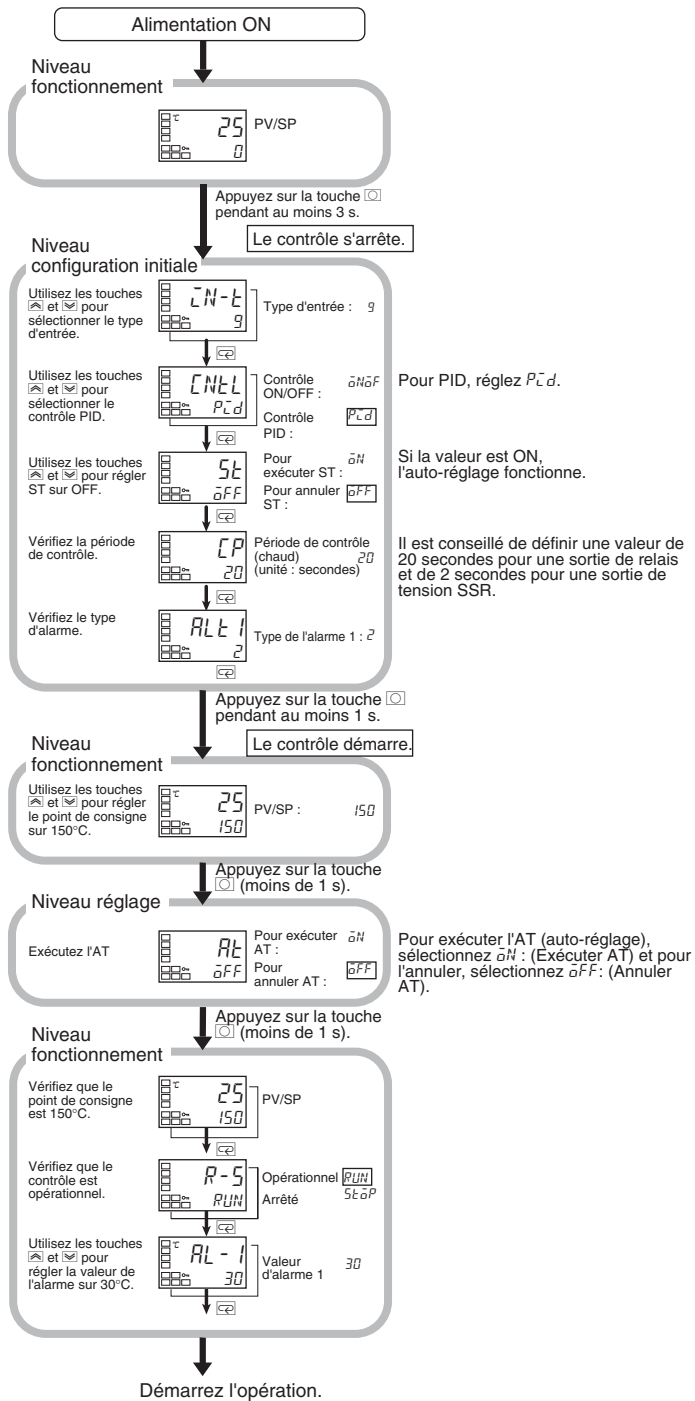 Alimentation ON
Niveau
fonctionnement
℃
25
0
PV/SP
Appuyez sur la touche
pendant au moins 3 s.
Le contrôle s'arrête.
Niveau
configuration initiale
Utilisez les touches
et pour
sélectionner le type
d'entrée.
IN-t
9
Type d'entrée : 9
Utilisez les touches
et pour
sélectionner le
contrôle PID.
CNtL
PId
Contrôle
ON/OFF : oNoF
Contrôle
PID : PId
Pour PID, réglez PId.
Utilisez les touches
et pour régler
ST sur OFF.
St
oFF
Pour
exécuter ST : oN
Pour annuler
ST : oFF
Si la valeur est ON,
l'auto-réglage fonctionne.
Vérifiez la période
de contrôle.
CP
20
Période de contrôle
(chaud) 20
(unité : secondes)
Il est conseillé de définir une valeur de
20 secondes pour une sortie de relais
et de 2 secondes pour une sortie de
tension SSR.
Vérifiez le type
d'alarme.
ALt1
2
Type de l'alarme 1 : 2
Appuyez sur la touche
pendant au moins 1 s.
Le contrôle démarre.
Niveau
fonctionnement
Utilisez les touches
et pour régler
le point de consigne
sur 150°C.
℃
25
150
PV/SP : 150
Appuyez sur la touche
(moins de 1 s).
Niveau réglage
Exécutez l'AT
At
oFF
Pour exécuter
AT : oN
Pour
annuler AT : oFF
Pour exécuter l'AT (auto-réglage),
sélectionnez oN : (Exécuter AT) et pour
l'annuler, sélectionnez oFF: (Annuler
AT).
Appuyez sur la touche
(moins de 1 s).
Niveau
fonctionnement
Vérifiez que le
point de consigne
est 150°C.
℃
25
150
PV/SP
Vérifiez que le
contrôle est
opérationnel.
R-S
RUN
Opérationnel RUN
Arrêté StoP
Utilisez les touches
et pour
régler la valeur de
l'alarme sur 30°C.
℃
AL-1
30
Valeur
d'alarme 1 30
Démarrez l'opération.